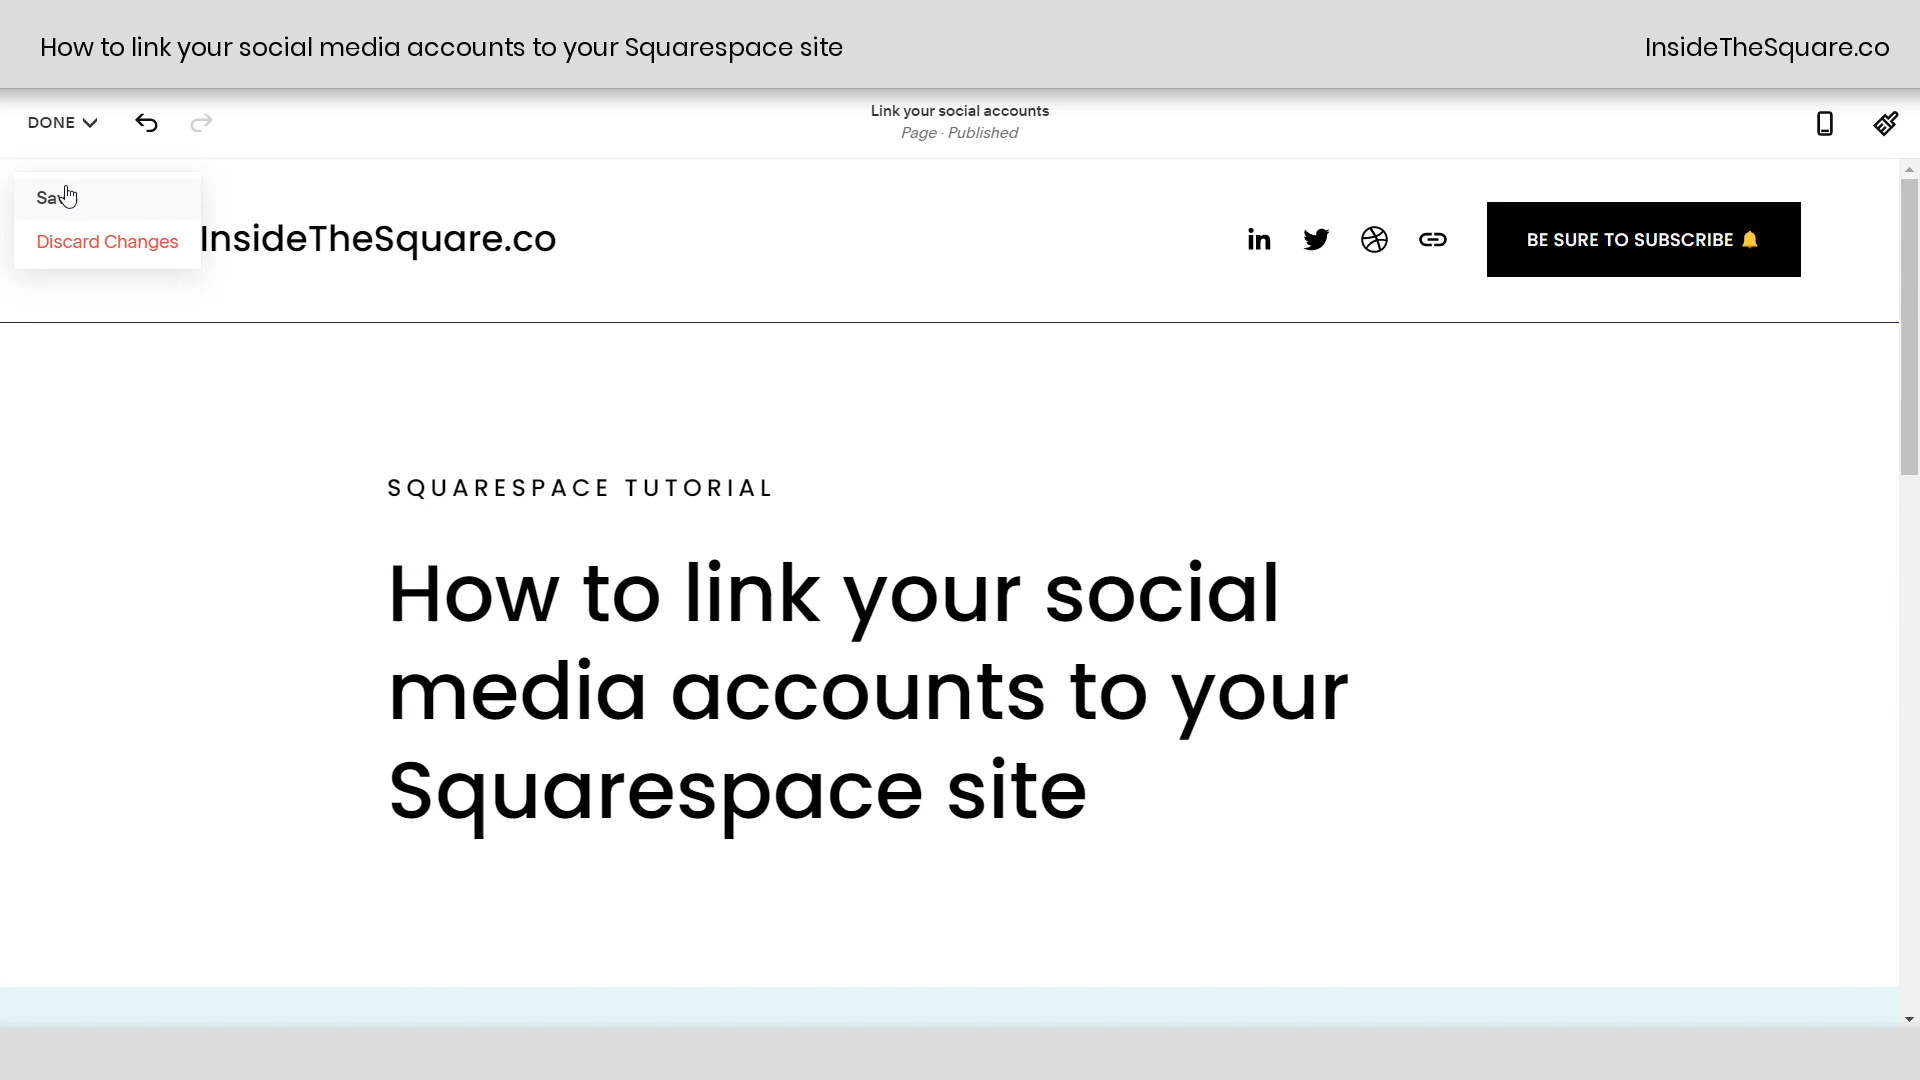 How to link your social media accounts to your Squarespace site
InsideTheSquare.co
DONE
Link your social accounts
Page · Published
Discard Changes
InsideTheSquare.co
BE SURE TO SUBSCRIBE 🔔
SQUARESPACE TUTORIAL
How to link your social
media accounts to your
Squarespace site